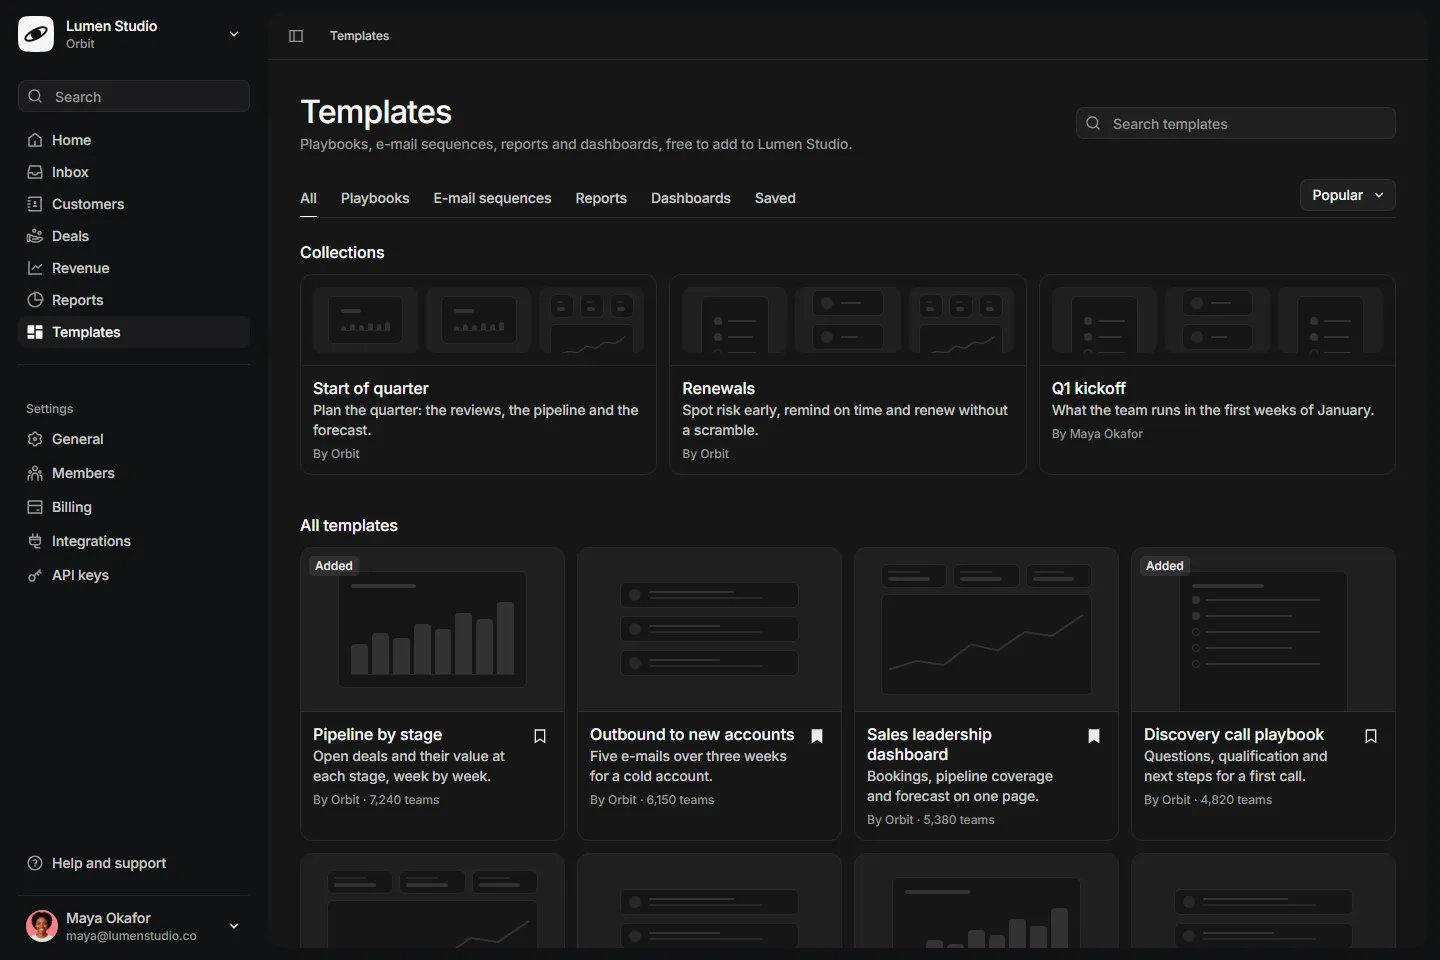 Lumen Studio
Orbit
Search
Home
Inbox
Customers
Deals
Revenue
Reports
Templates
Settings
General
Members
Billing
Integrations
API keys
Help and support
Maya Okafor
maya@lumenstudio.co
Templates
Templates
Playbooks, e-mail sequences, reports and dashboards, free to add to Lumen Studio.
Search templates
All
Playbooks
E-mail sequences
Reports
Dashboards
Saved
Popular
Collections
Start of quarter
Plan the quarter: the reviews, the pipeline and the
forecast.
By Orbit
Renewals
Spot risk early, remind on time and renew without
a scramble.
By Orbit
Q1 kickoff
What the team runs in the first weeks of January.
By Maya Okafor
All templates
Added
Pipeline by stage
Open deals and their value at
each stage, week by week.
By Orbit · 7,240 teams
Outbound to new accounts
Five e-mails over three weeks
for a cold account.
By Orbit · 6,150 teams
Sales leadership
dashboard
Bookings, pipeline coverage
and forecast on one page.
By Orbit · 5,380 teams
Added
Discovery call playbook
Questions, qualification and
next steps for a first call.
By Orbit · 4,820 teams